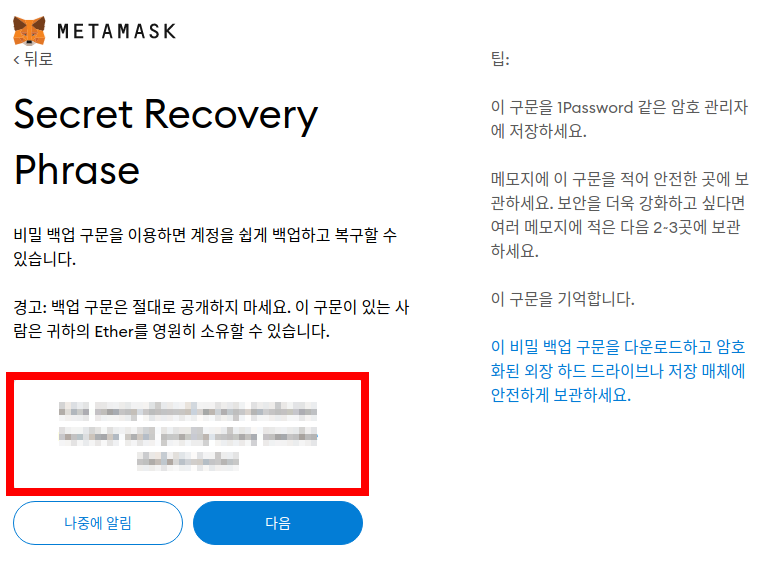 METAMASK
< 뒤로
Secret Recovery
Phrase
비밀 백업 구문을 이용하면 계정을 쉽게 백업하고 복구할 수
있습니다.
경고: 백업 구문은 절대로 공개하지 마세요. 이 구문이 있는 사
람은 귀하의 Ether를 영원히 소유할 수 있습니다.
나중에 알림
다음
팁:
이 구문을 1Password 같은 암호 관리자
에 저장하세요.
메모지에 이 구문을 적어 안전한 곳에 보
관하세요. 보안을 더욱 강화하고 싶다면
여러 메모지에 적은 다음 2-3곳에 보관
하세요.
이 구문을 기억합니다.
이 비밀 백업 구문을 다운로드하고 암호
화된 외장 하드 드라이브나 저장 매체에
안전하게 보관하세요.